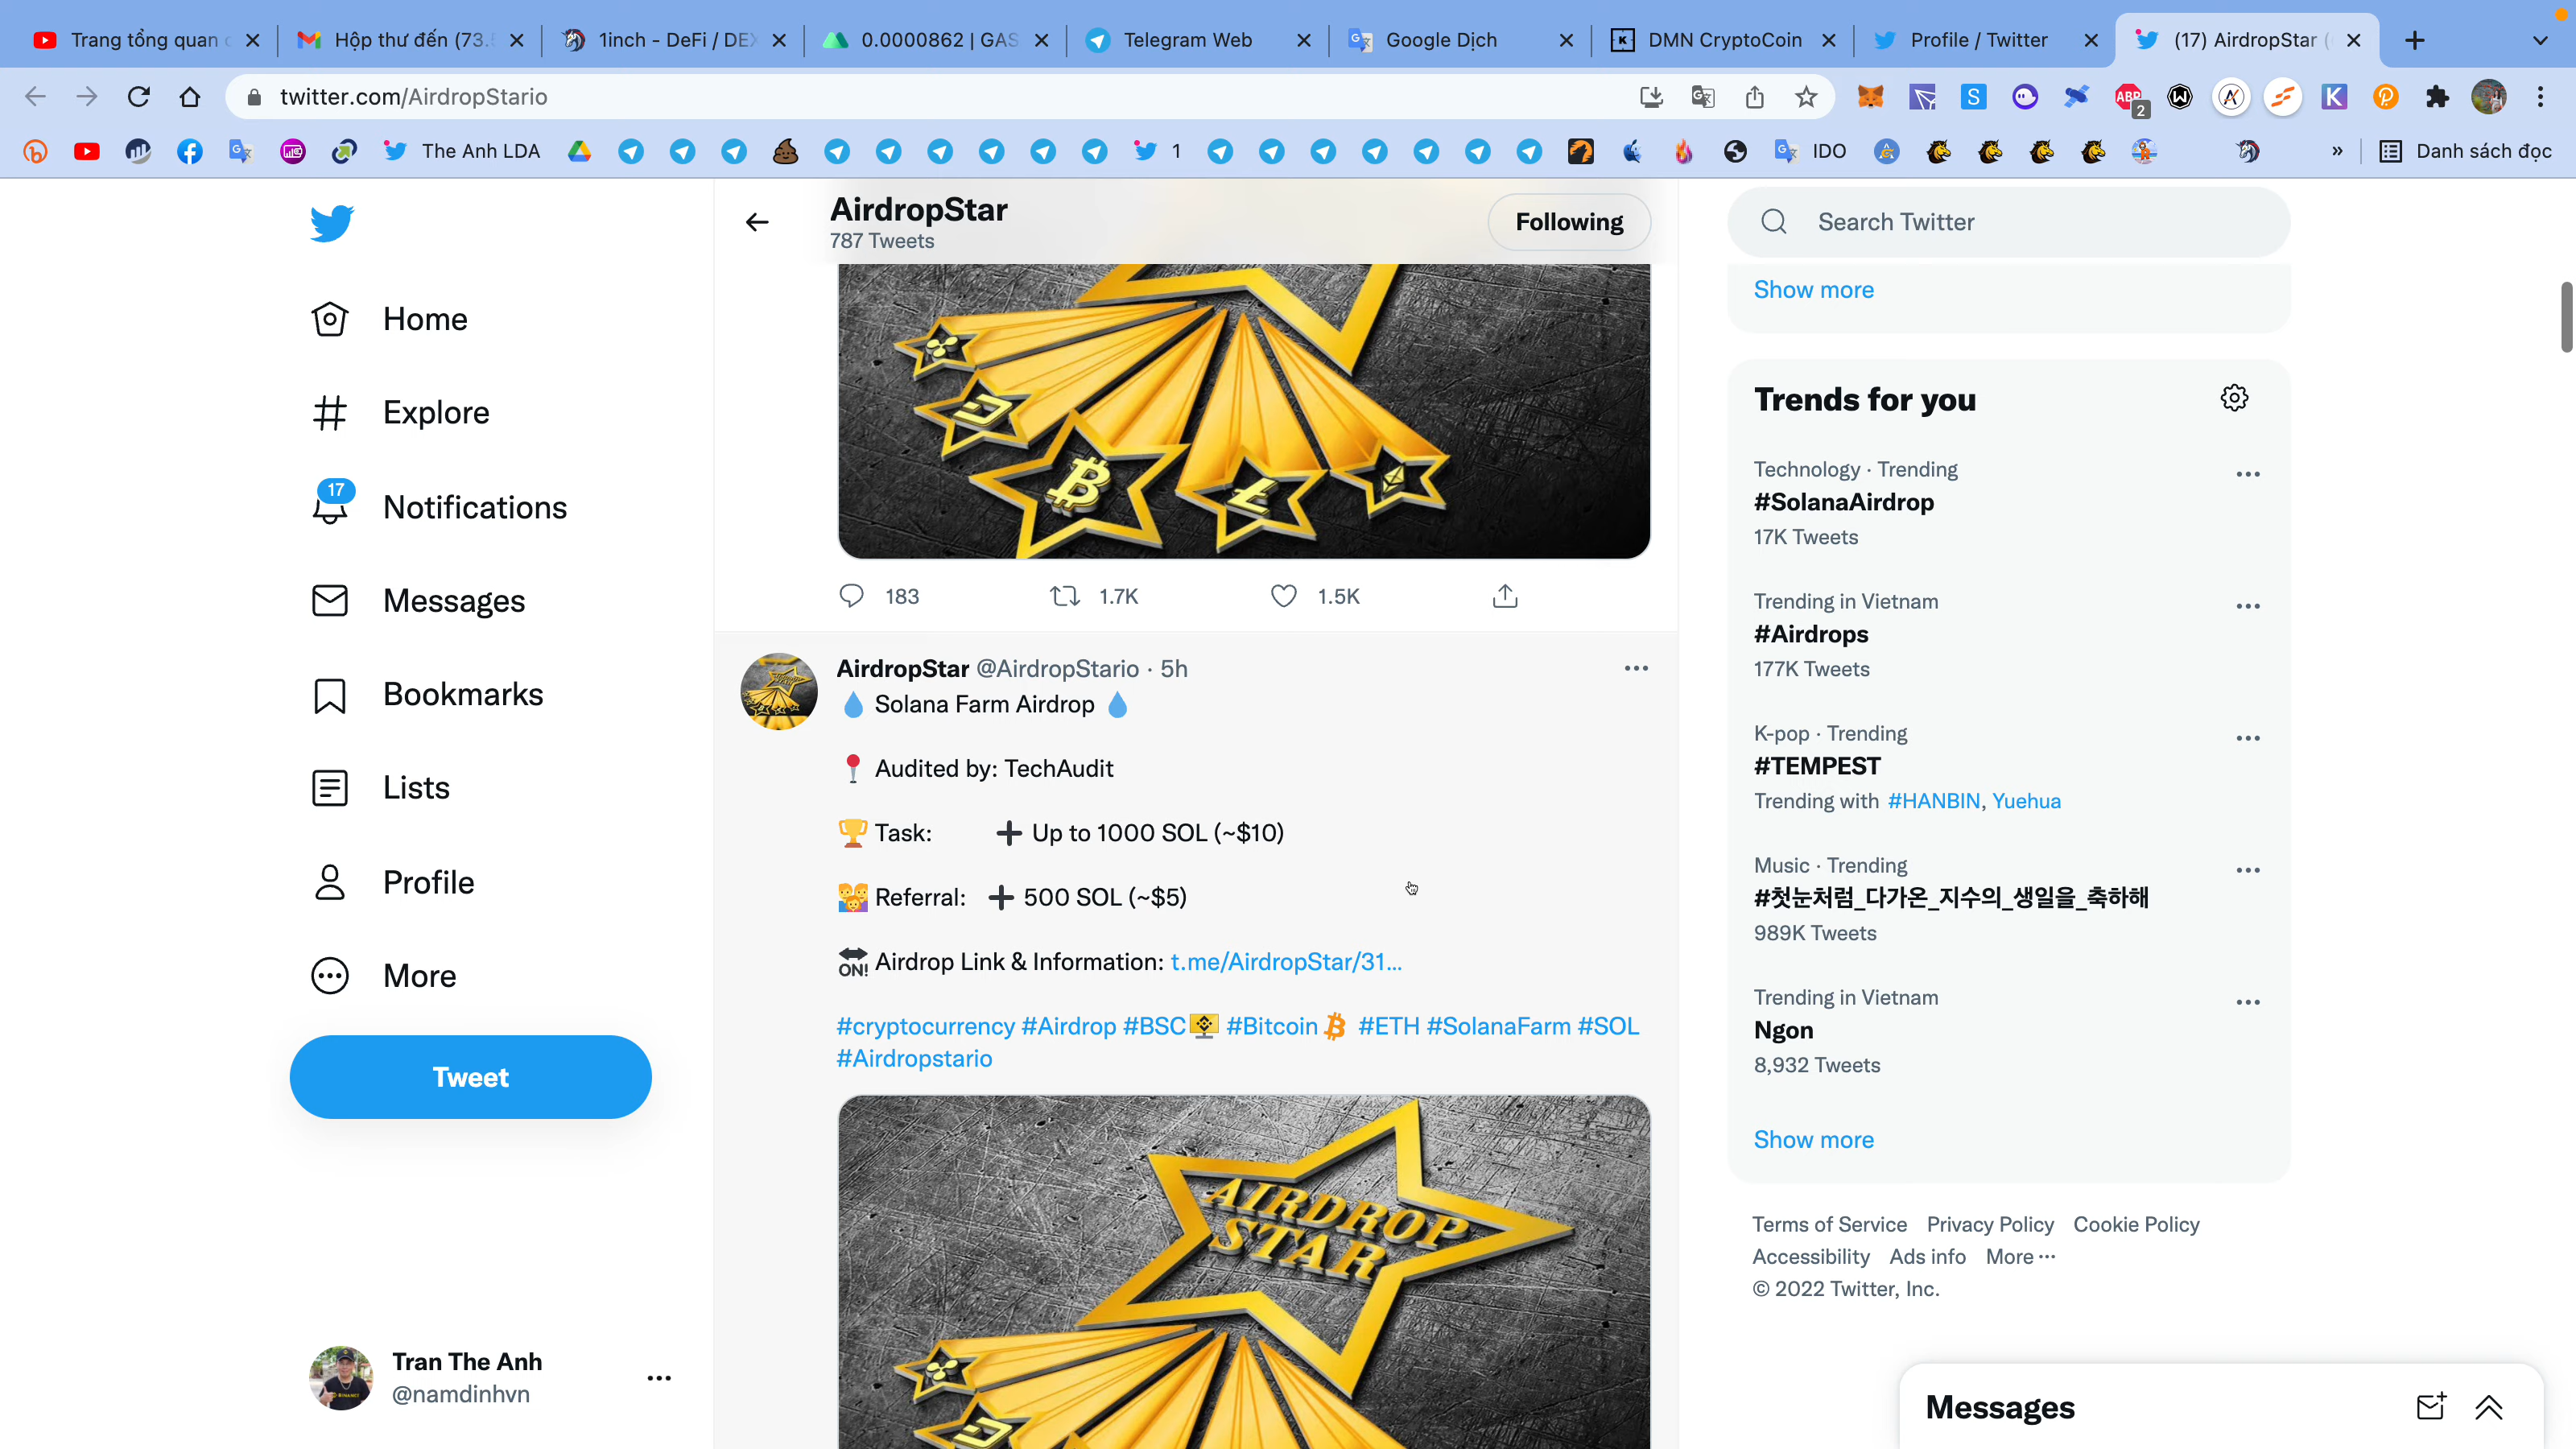 Trang tổng quan
Hộp thư đến (73.
1inch - DeFi / DEX
0.0000862 | GAS
Telegram Web
Google Dịch
DMN CryptoCoin
Profile / Twitter
(17) AirdropStar (
twitter.com/AirdropStario
ABP
2
The Anh LDA
1
IDO
»
Danh sách đọc
AirdropStar
787 Tweets
Following
Search Twitter
Home
Explore
17
Notifications
Messages
Bookmarks
Lists
Profile
More
Tweet
Tran The Anh
@namdinhvn
183
1.7K
1.5K
AirdropStar @AirdropStario · 5h
💧 Solana Farm Airdrop 💧
📍 Audited by: TechAudit
🏆 Task: ➕ Up to 1000 SOL (~$10)
Referral: ➕ 500 SOL (~$5)
ON! Airdrop Link & Information: t.me/AirdropStar/31...
#cryptocurrency #Airdrop #BSC #Bitcoin #ETH #SolanaFarm #SOL
#Airdropstario
AIRDROP
STAR
Show more
Trends for you
Technology · Trending
#SolanaAirdrop
17K Tweets
Trending in Vietnam
#Airdrops
177K Tweets
K-pop · Trending
#TEMPEST
Trending with #HANBIN, Yuehua
Music · Trending
#첫눈처럼_다가온_지수의_생일을_축하해
989K Tweets
Trending in Vietnam
Ngon
8,932 Tweets
Show more
Terms of Service Privacy Policy Cookie Policy
Accessibility Ads info More ···
© 2022 Twitter, Inc.
Messages